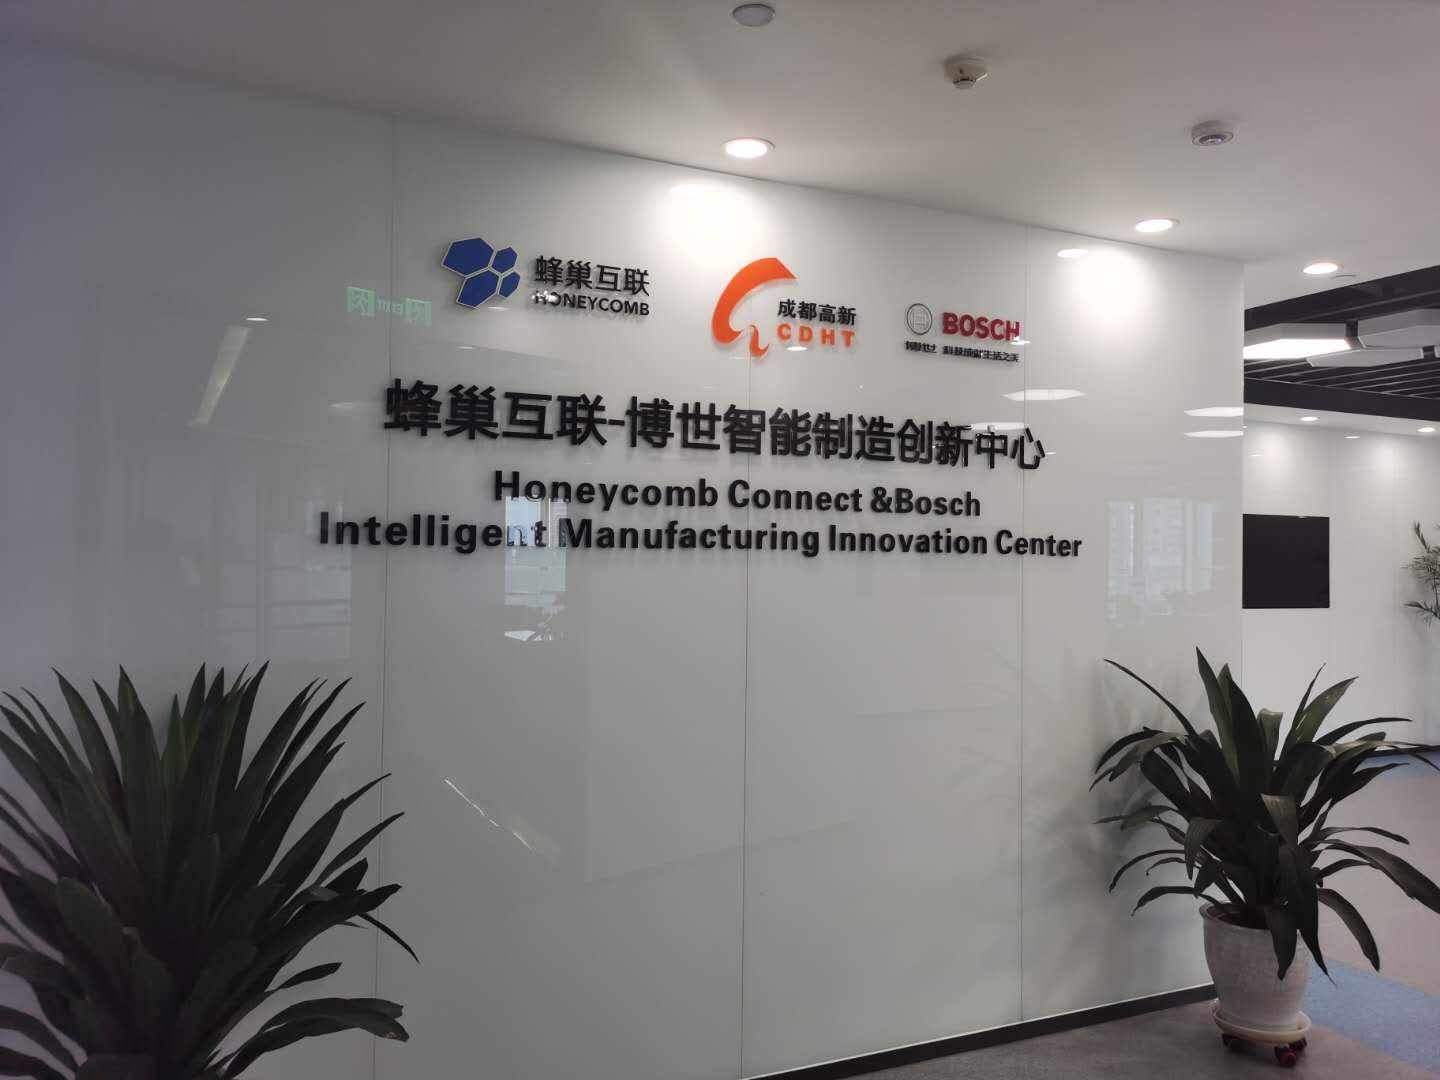 蜂巢互联
HONEYCOMB
成都高新
CDHT
BOSCH
博世 科技成就生活之美
蜂巢互联-博世智能制造创新中心
Honeycomb Connect &Bosch
Intelligent Manufacturing Innovation Center